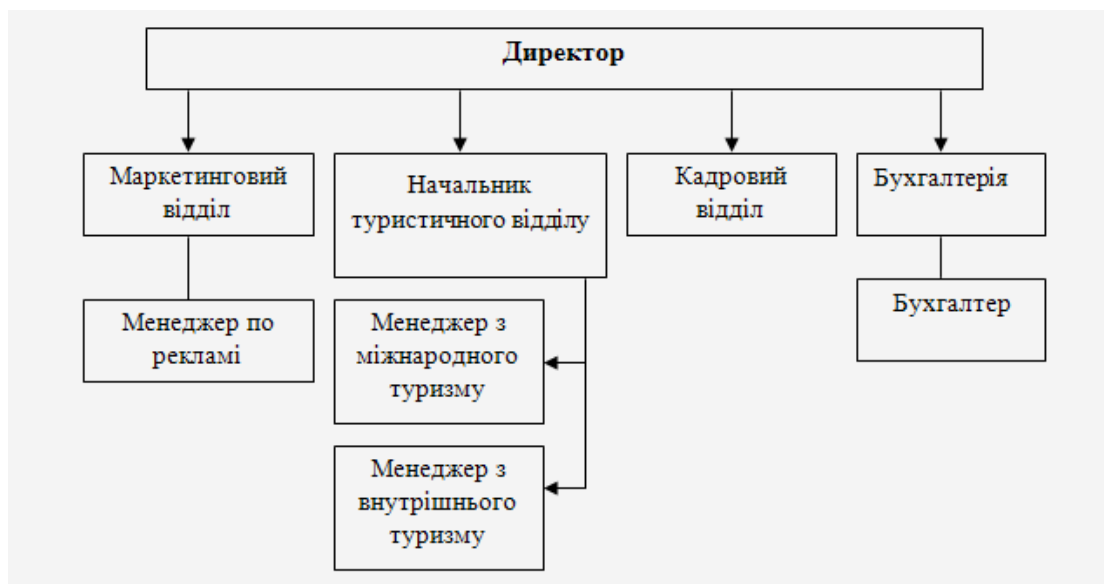 Директор
Маркетинговий
відділ
Начальник
туристичного відділу
Кадровий
відділ
Бухгалтерія
Менеджер по
рекламі
Менеджер з
міжнародного
туризму
Бухгалтер
Менеджер з
внутрішнього
туризму